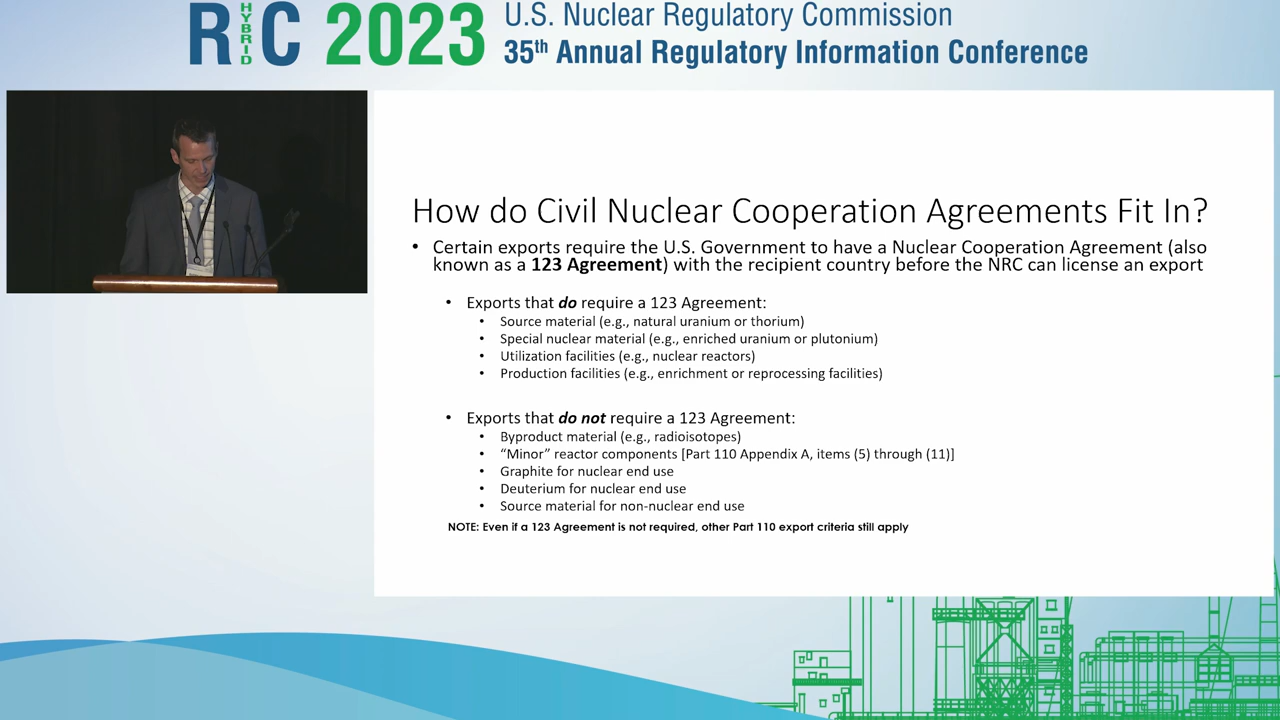 RIC HYBRID 2023
U.S. Nuclear Regulatory Commission
35th Annual Regulatory Information Conference
How do Civil Nuclear Cooperation Agreements Fit In?
• Certain exports require the U.S. Government to have a Nuclear Cooperation Agreement (also
known as a 123 Agreement) with the recipient country before the NRC can license an export
• Exports that do require a 123 Agreement:
• Source material (e.g., natural uranium or thorium)
• Special nuclear material (e.g., enriched uranium or plutonium)
• Utilization facilities (e.g., nuclear reactors)
• Production facilities (e.g., enrichment or reprocessing facilities)
• Exports that do not require a 123 Agreement:
• Byproduct material (e.g., radioisotopes)
• “Minor” reactor components [Part 110 Appendix A, items (5) through (11)]
• Graphite for nuclear end use
• Deuterium for nuclear end use
• Source material for non-nuclear end use
NOTE: Even if a 123 Agreement is not required, other Part 110 export criteria still apply